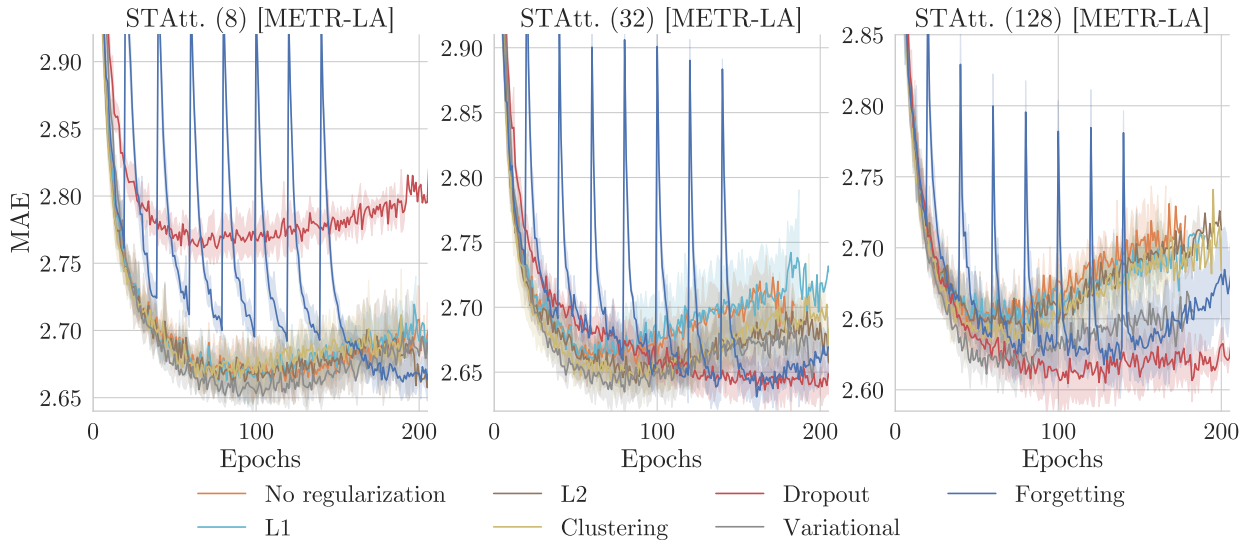 STAtt. (8) [METR-LA]
STAtt. (32) [METR-LA]
STAtt. (128) [METR-LA]
MAE
2.90
2.85
2.80
2.75
2.70
2.65
0
100
200
Epochs
2.90
2.85
2.80
2.75
2.70
2.65
0
100
200
Epochs
2.85
2.80
2.75
2.70
2.65
2.60
0
100
200
Epochs
No regularization
L2
Dropout
Forgetting
L1
Clustering
Variational